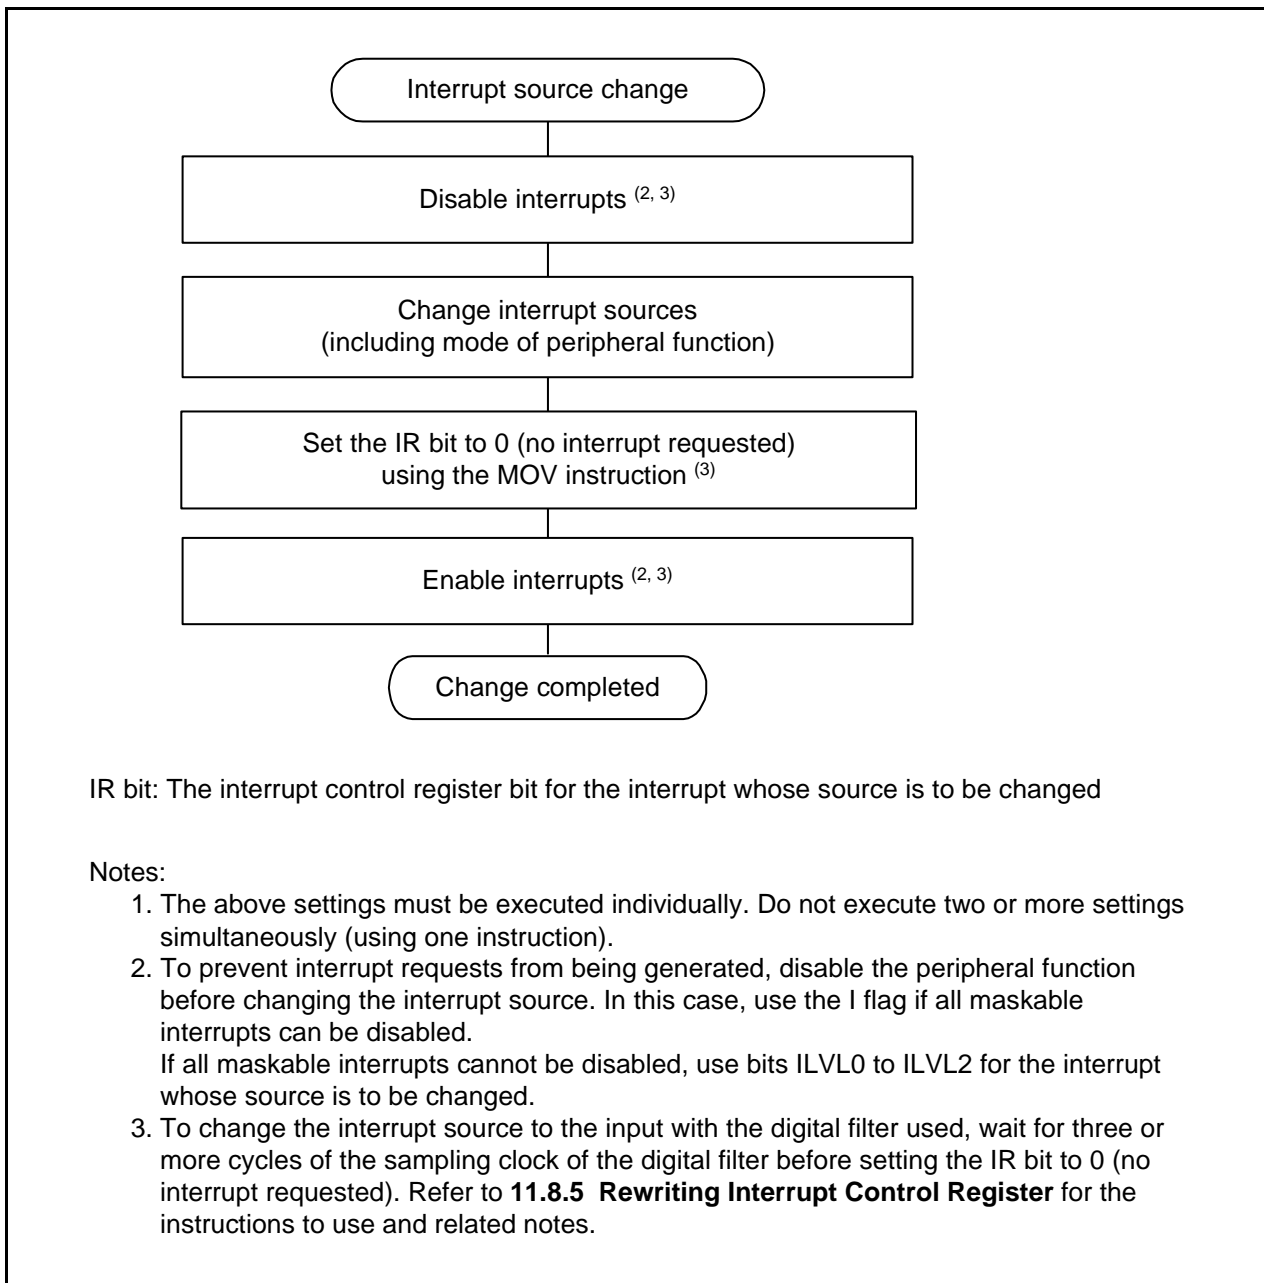 Interrupt source change
Disable interrupts (2, 3)
Change interrupt sources
(including mode of peripheral function)
Set the IR bit to 0 (no interrupt requested)
using the MOV instruction (3)
Enable interrupts (2, 3)
Change completed
IR bit: The interrupt control register bit for the interrupt whose source is to be changed
Notes:
1. The above settings must be executed individually. Do not execute two or more settings
simultaneously (using one instruction).
2. To prevent interrupt requests from being generated, disable the peripheral function
before changing the interrupt source. In this case, use the I flag if all maskable
interrupts can be disabled.
If all maskable interrupts cannot be disabled, use bits ILVL0 to ILVL2 for the interrupt
whose source is to be changed.
3. To change the interrupt source to the input with the digital filter used, wait for three or
more cycles of the sampling clock of the digital filter before setting the IR bit to 0 (no
interrupt requested). Refer to 11.8.5 Rewriting Interrupt Control Register for the
instructions to use and related notes.